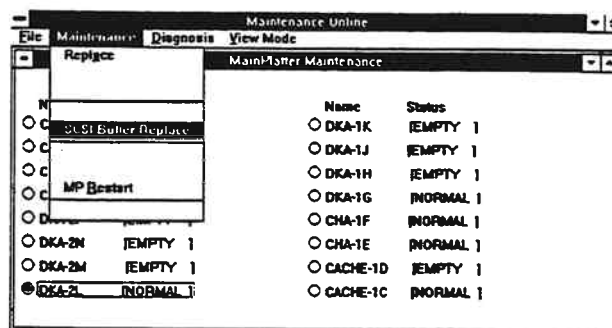 Maintenance Online
File Maintenance Diagnosis View Mode
Replace
MainPlatter Maintenance
N
Name Status
C
SCSI Buffer Replace
DKA-1K [EMPTY ]
C
DKA-1J [EMPTY ]
C
DKA-1H [EMPTY ]
C
MP Restart
DKA-1G [NORMAL ]
CHA-1F [NORMAL ]
DKA-2N [EMPTY ]
CHA-1E [NORMAL ]
DKA-2M [EMPTY ]
CACHE-1D [EMPTY ]
DKA-2L [NORMAL ]
CACHE-1C [NORMAL ]